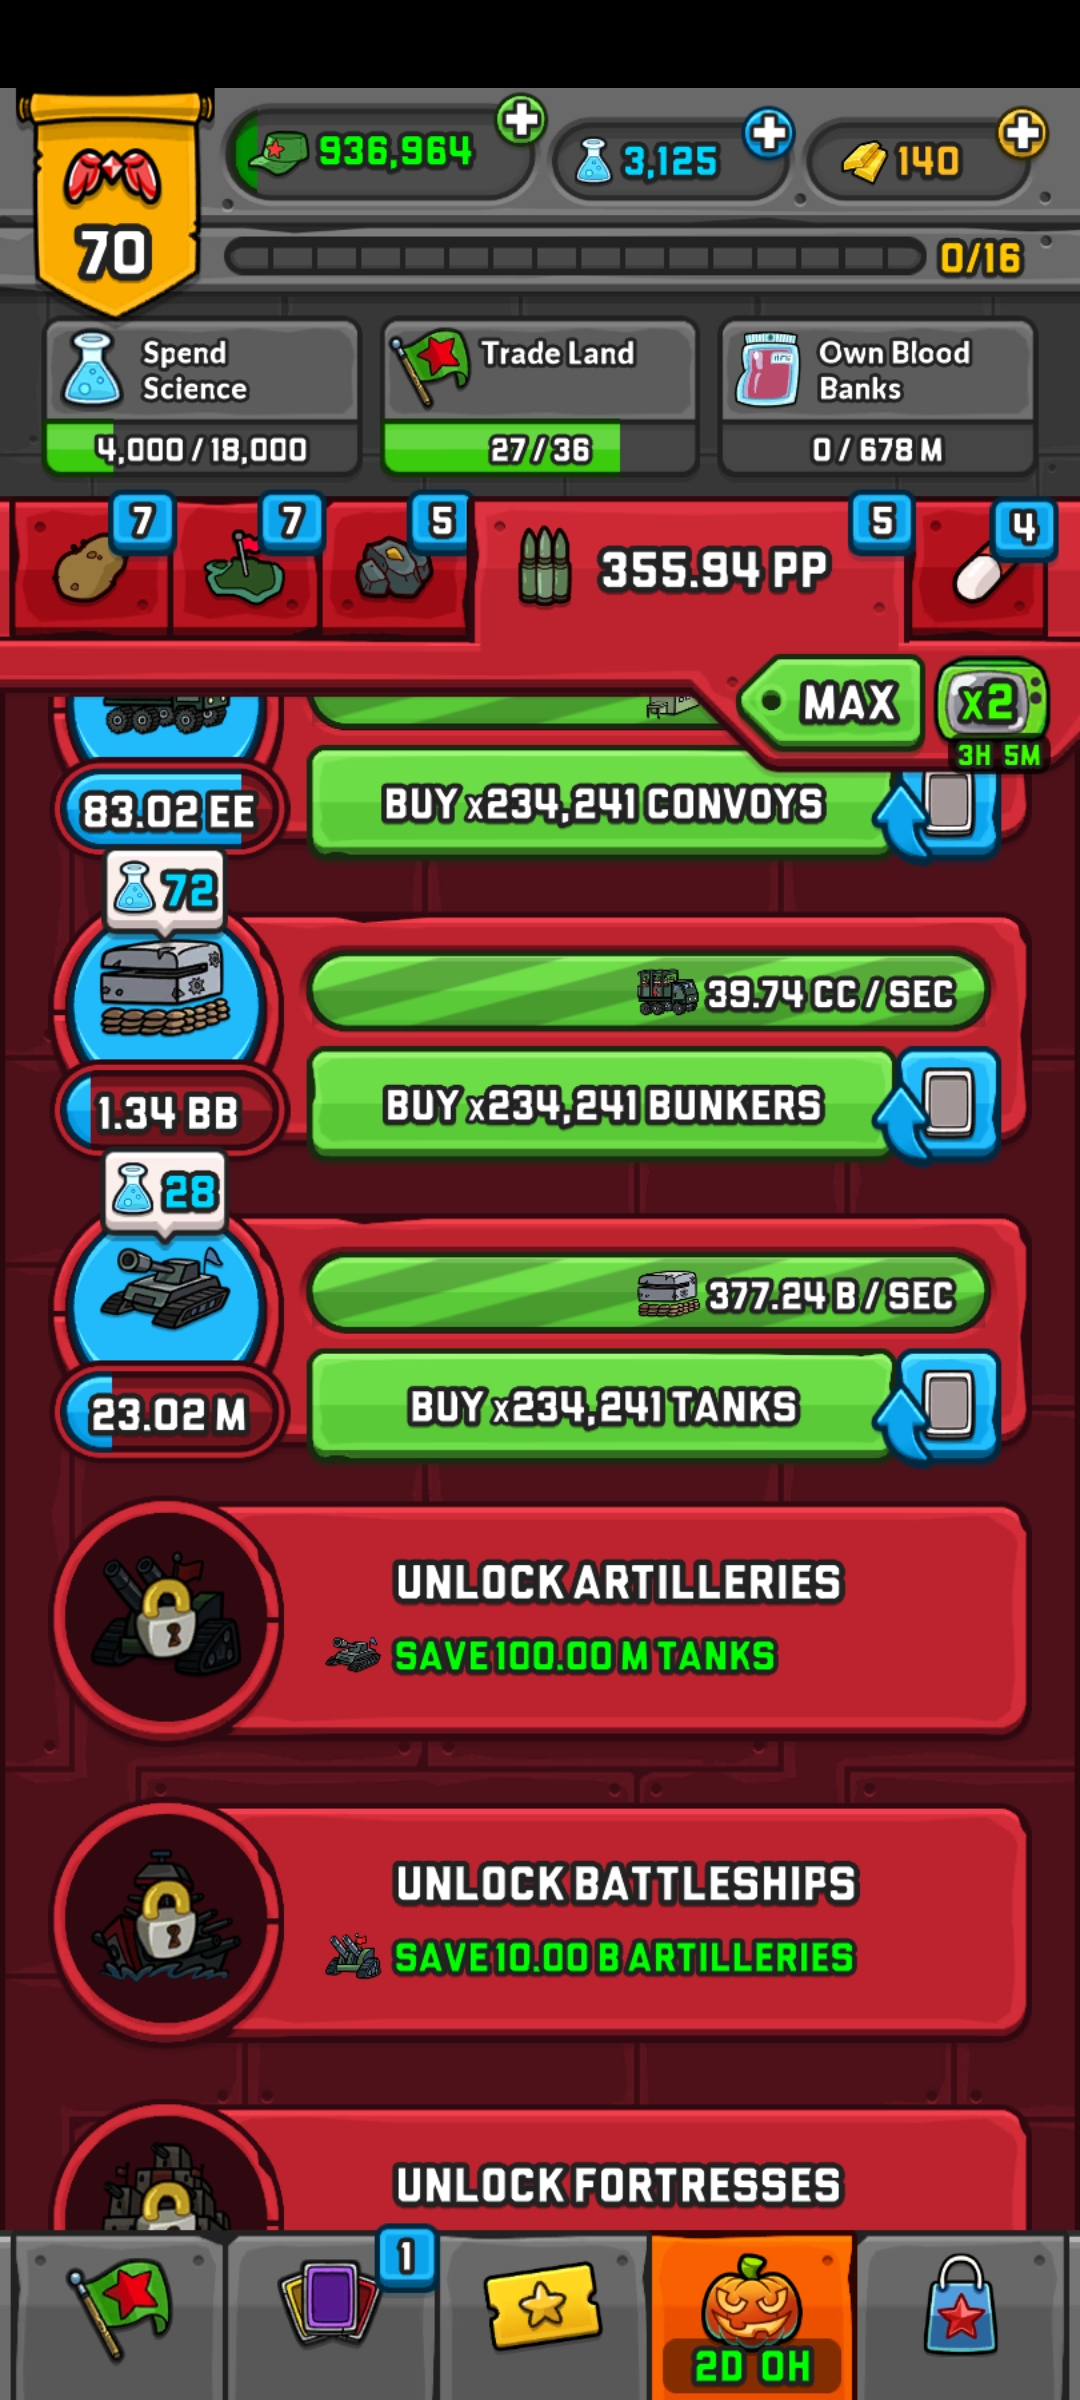 936,964
3,125
140
70
0/16
Spend
Science
4,000 / 18,000
Trade Land
27 / 36
Own Blood
Banks
0 / 678 M
7
7
5
355.94 PP
5
4
MAX
x2
3H 5M
83.02 EE
BUY x234,241 CONVOYS
72
39.74 CC / SEC
1.34 BB
BUY x234,241 BUNKERS
28
377.24 B / SEC
23.02 M
BUY x234,241 TANKS
UNLOCK ARTILLERIES
SAVE 100.00 M TANKS
UNLOCK BATTLESHIPS
SAVE 10.00 B ARTILLERIES
UNLOCK FORTRESSES
1
2D 0H